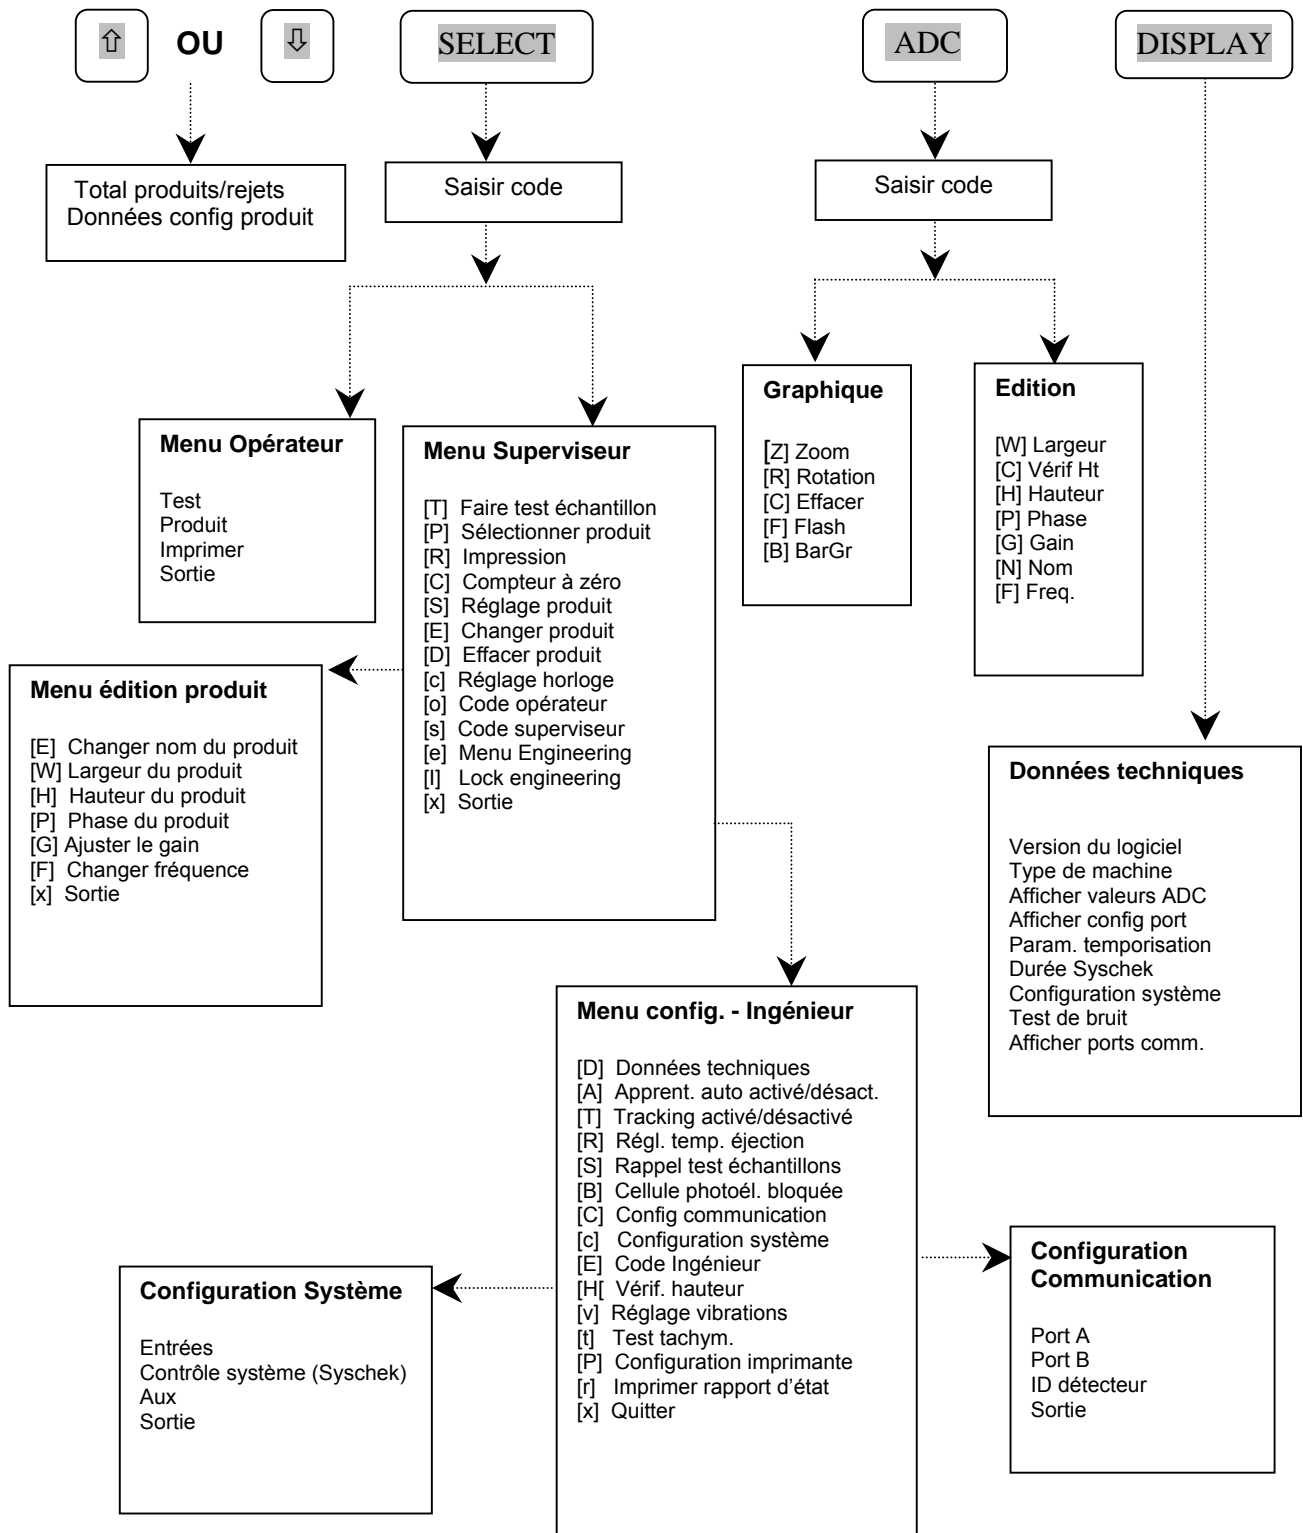 ⇧ OU ⇩ SELECT ADC DISPLAY
Total produits/rejets
Données config produit
Saisir code
Saisir code
Menu Opérateur
Test
Produit
Imprimer
Sortie
Menu Superviseur
[T] Faire test échantillon
[P] Sélectionner produit
[R] Impression
[C] Compteur à zéro
[S] Réglage produit
[E] Changer produit
[D] Effacer produit
[c] Réglage horloge
[o] Code opérateur
[s] Code superviseur
[e] Menu Engineering
[l] Lock engineering
[x] Sortie
Graphique
[Z] Zoom
[R] Rotation
[C] Effacer
[F] Flash
[B] BarGr
Edition
[W] Largeur
[C] Vérif Ht
[H] Hauteur
[P] Phase
[G] Gain
[N] Nom
[F] Freq.
Menu édition produit
[E] Changer nom du produit
[W] Largeur du produit
[H] Hauteur du produit
[P] Phase du produit
[G] Ajuster le gain
[F] Changer fréquence
[x] Sortie
Données techniques
Version du logiciel
Type de machine
Afficher valeurs ADC
Afficher config port
Param. temporisation
Durée Syschek
Configuration système
Test de bruit
Afficher ports comm.
Menu config. - Ingénieur
[D] Données techniques
[A] Apprent. auto activé/désact.
[T] Tracking activé/désactivé
[R] Régl. temp. éjection
[S] Rappel test échantillons
[B] Cellule photoél. bloquée
[C] Config communication
[c] Configuration système
[E] Code Ingénieur
[H[ Vérif. hauteur
[v] Réglage vibrations
[t] Test tachym.
[P] Configuration imprimante
[r] Imprimer rapport d'état
[x] Quitter
Configuration Système
Entrées
Contrôle système (Syschek)
Aux
Sortie
Configuration
Communication
Port A
Port B
ID détecteur
Sortie